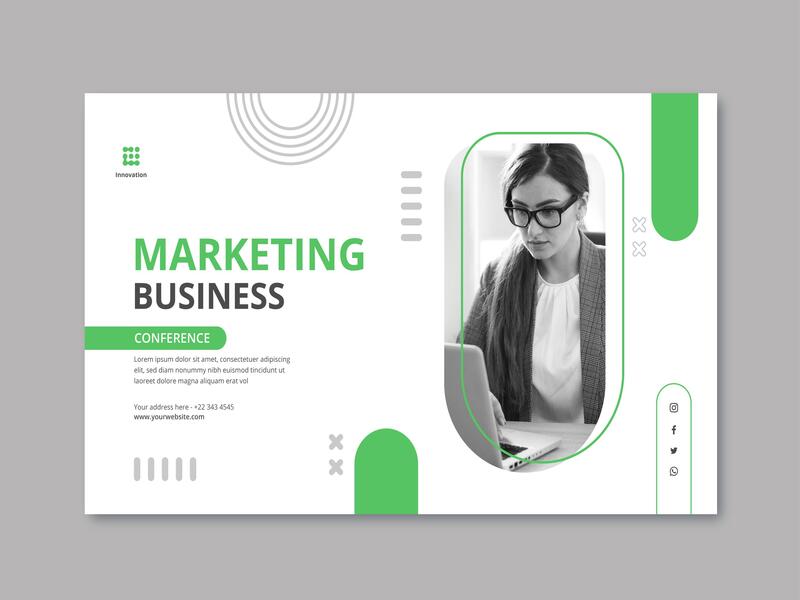 Innovation
MARKETING
BUSINESS
CONFERENCE
Lorem ipsum dolor sit amet, consectetuer adipiscing
elit, sed diam nonummy nibh euismod tincidunt ut
laoreet dolore magna aliquam erat vol
Your address here - +22 343 4545
www.yourwebsite.com